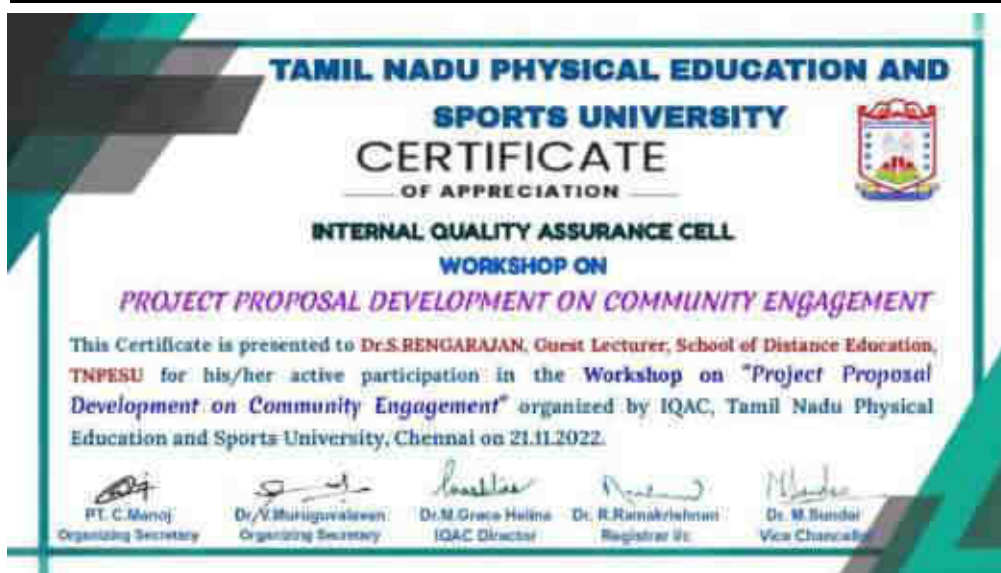 TAMIL NADU PHYSICAL EDUCATION AND
SPORTS UNIVERSITY
CERTIFICATE
OF APPRECIATION
INTERNAL QUALITY ASSURANCE CELL
WORKSHOP ON
PROJECT PROPOSAL DEVELOPMENT ON COMMUNITY ENGAGEMENT
This Certificate is presented to Dr.S.RENGARAJAN, Guest Lecturer, School of Distance Education,
TNPESU for his/her active participation in the Workshop on "Project Proposal
Development on Community Engagement" organized by IQAC, Tamil Nadu Physical
Education and Sports University, Chennai on 21.11.2022.
PT. C.Manoj Dr.V.Murugavalavan Dr.M.Grace Helina Dr. R.Ramakrishnan Dr. M.Sundar
Organizing Secretary Organizing Secretary IQAC Director Registrar i/c Vice Chancellor